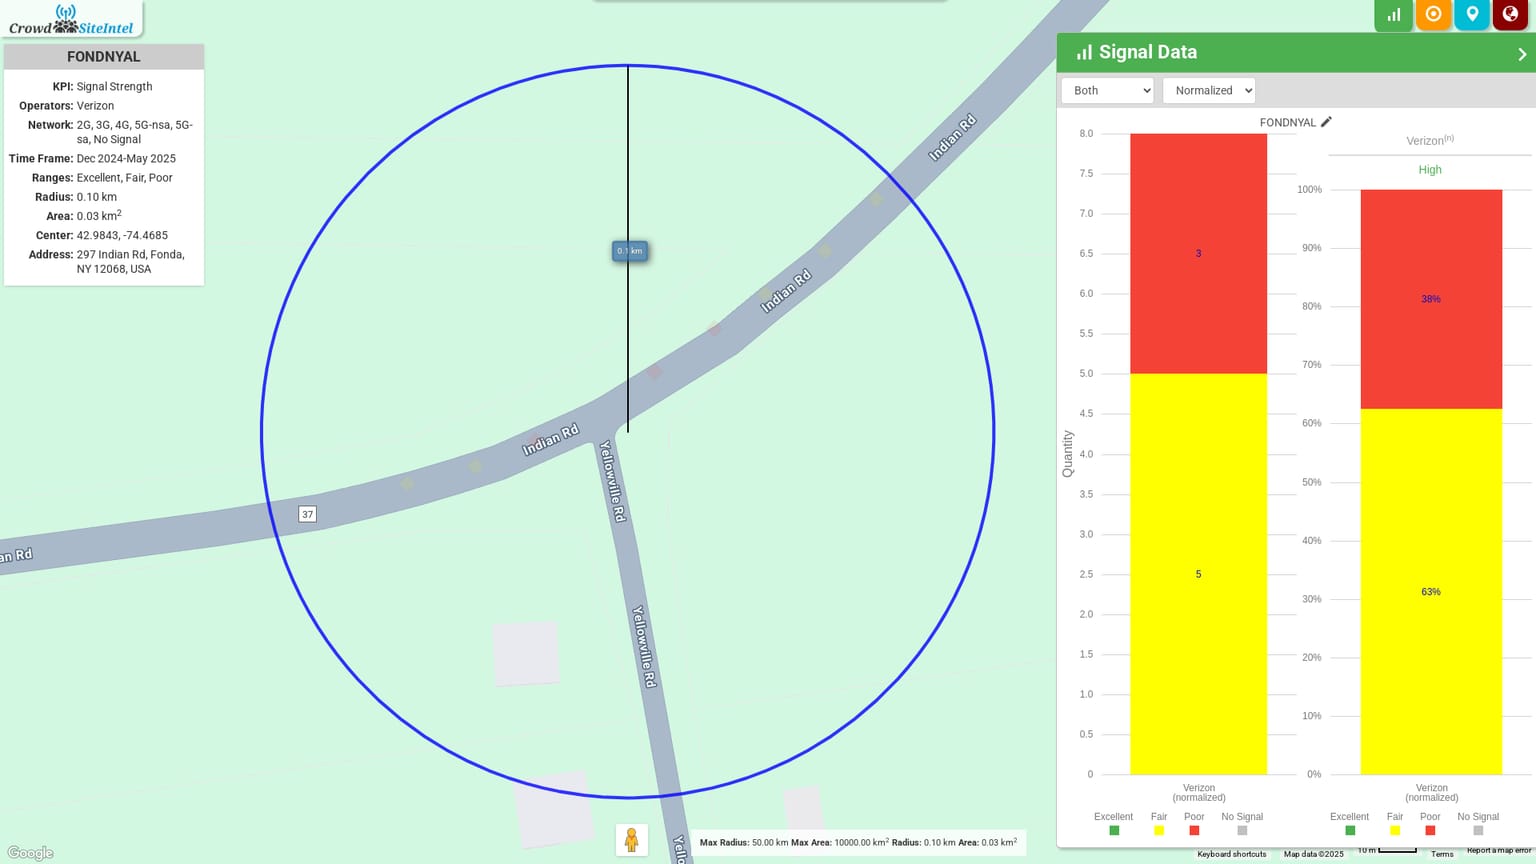 Crowd SiteIntel
FONDNYAL
KPI: Signal Strength
Operators: Verizon
Network: 2G, 3G, 4G, 5G-nsa, 5G-
sa, No Signal
Time Frame: Dec 2024-May 2025
Ranges: Excellent, Fair, Poor
Radius: 0.10 km
Area: 0.03 km²
Center: 42.9843, -74.4685
Address: 297 Indian Rd, Fonda,
NY 12068, USA
Indian Rd
0.1 km
Indian Rd
Indian Rd
37
an Rd
Yellowville Rd
Yellowville Rd
Yello
Google
Max Radius: 50.00 km Max Area: 10000.00 km² Radius: 0.10 km Area: 0.03 km²
Signal Data
Both
Normalized
FONDNYAL
Quantity
8.0
7.5
7.0
6.5
6.0
5.5
5.0
4.5
4.0
3.5
3.0
2.5
2.0
1.5
1.0
0.5
0
3
5
Verizon
(normalized)
Excellent Fair Poor No Signal
Verizon(n)
High
100%
90%
80%
70%
60%
50%
40%
30%
20%
10%
0%
38%
63%
Verizon
(normalized)
Excellent Fair Poor No Signal
Keyboard shortcuts Map data ©2025 10 m Terms Report a map error